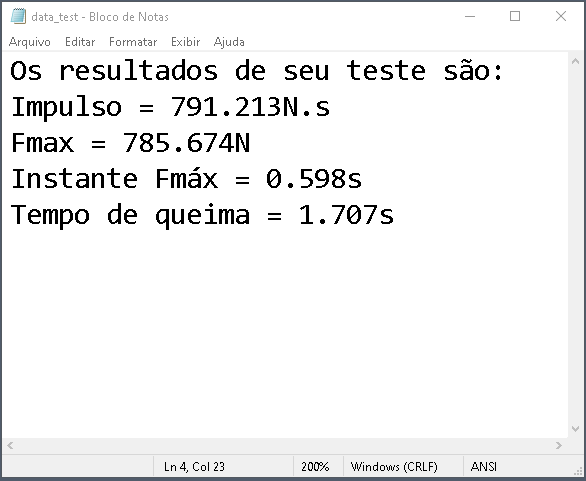 data_test - Bloco de Notas
Arquivo Editar Formatar Exibir Ajuda
Os resultados de seu teste são:
Impulso = 791.213N.s
Fmax = 785.674N
Instante Fmáx = 0.598s
Tempo de queima = 1.707s
Ln 4, Col 23 200% Windows (CRLF) ANSI